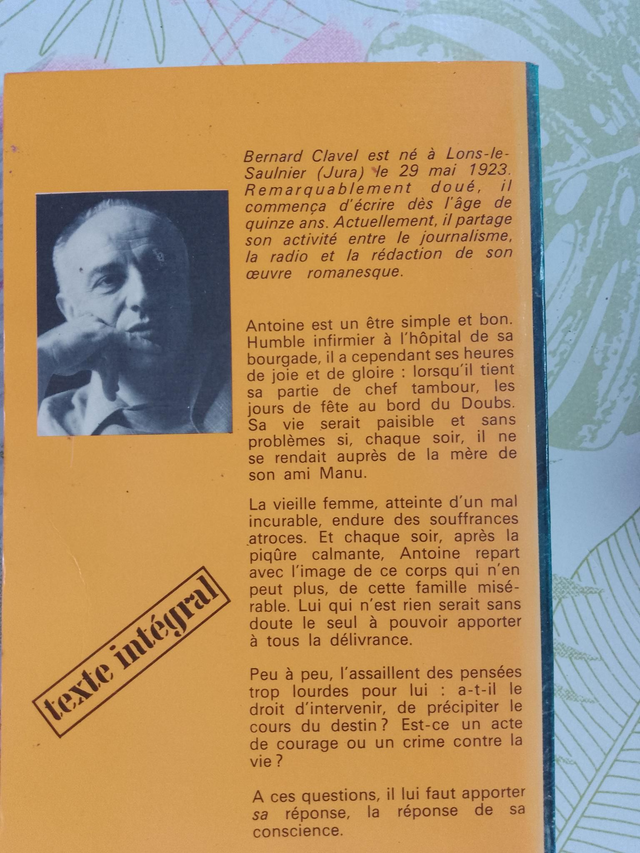 Bernard Clavel est né à Lons-le-
Saulnier (Jura) le 29 mai 1923.
Remarquablement doué, il
commença d'écrire dès l'âge de
quinze ans. Actuellement, il partage
son activité entre le journalisme,
la radio et la rédaction de son
œuvre romanesque.
Antoine est un être simple et bon.
Humble infirmier à l'hôpital de sa
bourgade, il a cependant ses heures
de joie et de gloire : lorsqu'il tient
sa partie de chef tambour, les
jours de fête au bord du Doubs.
Sa vie serait paisible et sans
problèmes si, chaque soir, il ne
se rendait auprès de la mère de
son ami Manu.
La vieille femme, atteinte d'un mal
incurable, endure des souffrances
atroces. Et chaque soir, après la
piqûre calmante, Antoine repart
avec l'image de ce corps qui n'en
peut plus, de cette famille misé-
rable. Lui qui n'est rien serait sans
doute le seul à pouvoir apporter
à tous la délivrance.
texte intégral
Peu à peu, l'assaillent des pensées
trop lourdes pour lui : a-t-il le
droit d'intervenir, de précipiter le
cours du destin ? Est-ce un acte
de courage ou un crime contre la
vie ?
A ces questions, il lui faut apporter
sa réponse, la réponse de sa
conscience.